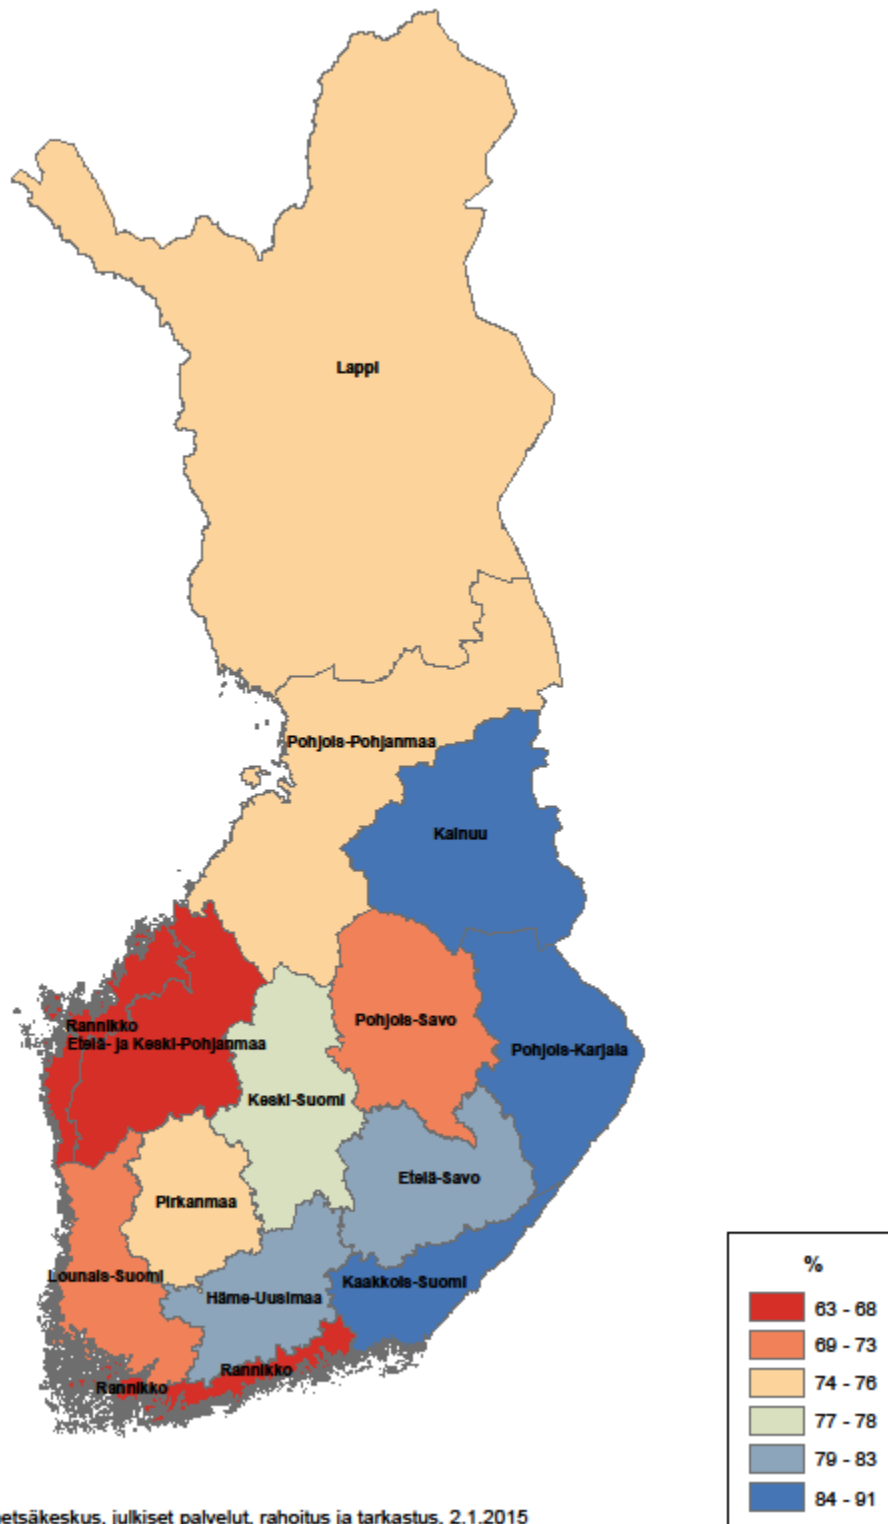 Lappi
Pohjois-Pohjanmaa
Kainuu
Pohjois-Savo
Rannikko
Etelä- ja Keski-Pohjanmaa
Pohjois-Karjala
Keski-Suomi
Etelä-Savo
Pirkanmaa
Lounais-Suomi
Kaakkois-Suomi
Häme-Uusimaa
Rannikko
Rannikko
%
63 - 68
69 - 73
74 - 76
77 - 78
79 - 83
84 - 91
etsäkeskus, julkiset palvelut, rahoitus ja tarkastus, 2.1.2015